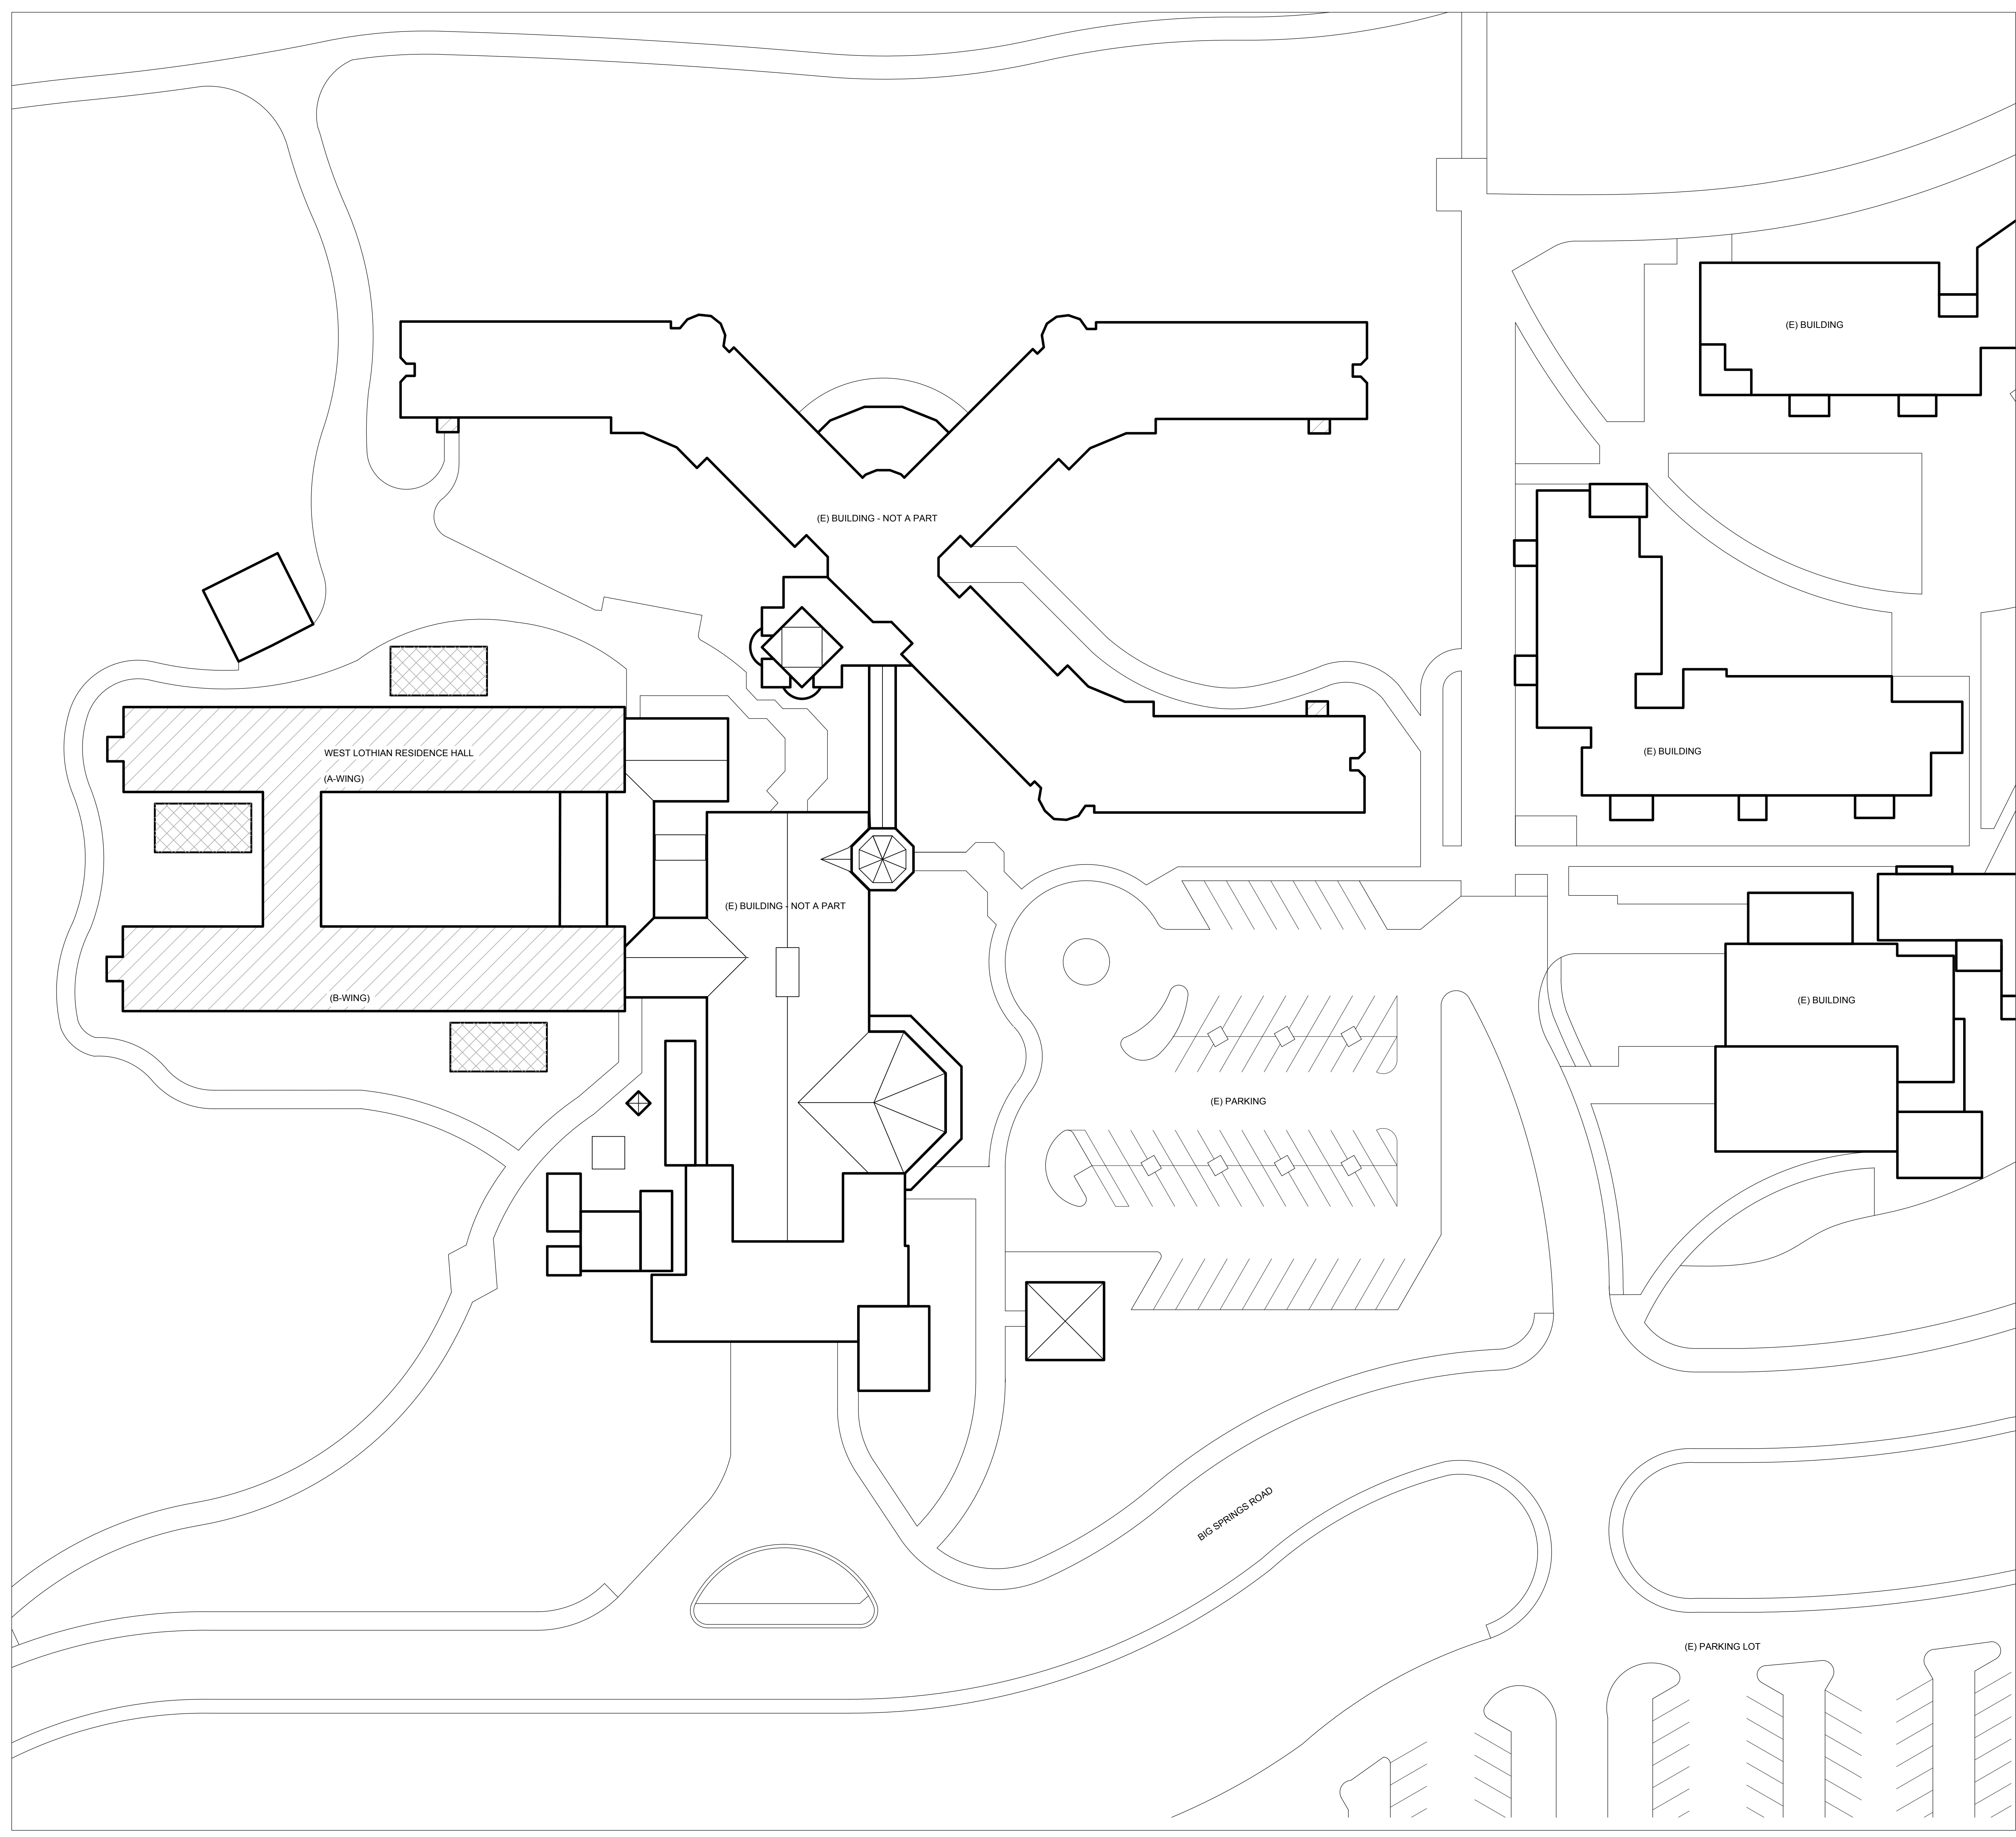 (E) BUILDING
(E) BUILDING - NOT A PART
WEST LOTHIAN RESIDENCE HALL
(A-WING)
(E) BUILDING
(E) BUILDING - NOT A PART
(B-WING)
(E) BUILDING
(E) PARKING
BIG SPRINGS ROAD
(E) PARKING LOT